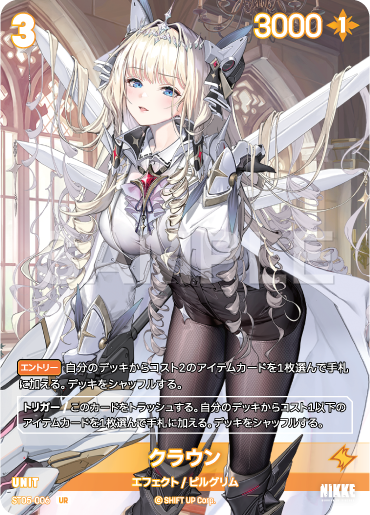 3
3000 1
SAMPLE
エントリー 自分のデッキからコスト2のアイテムカードを1枚選んで手札
に加える。デッキをシャッフルする。
トリガー / このカードをトラッシュする。自分のデッキからコスト1以下の
アイテムカードを1枚選んで手札に加える。デッキをシャッフルする。
クラウン
UNIT エフェクト / ピルグリム
ST05-006 UR © SHIFT UP Corp. NIKKE